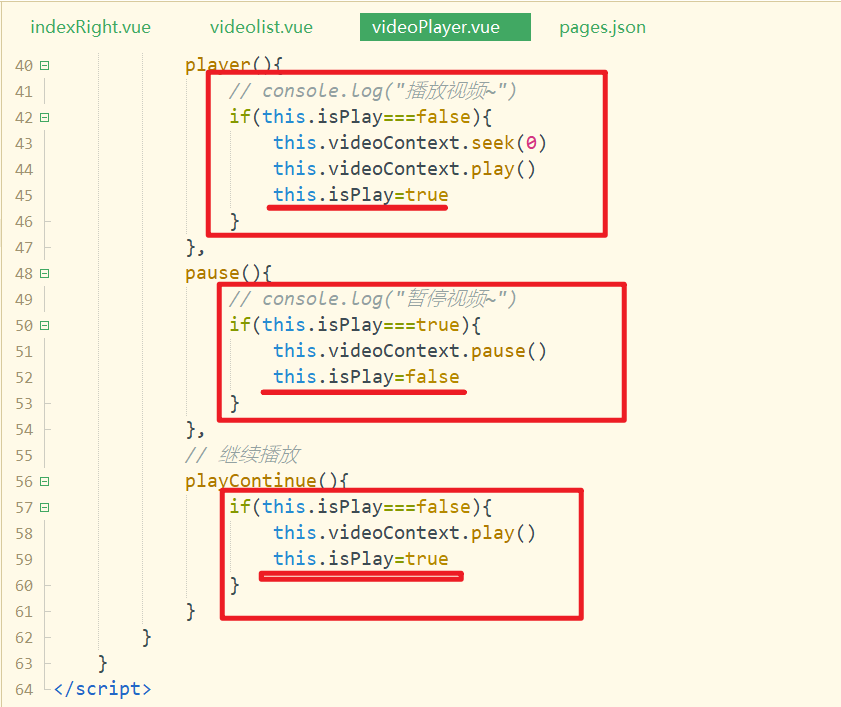 indexRight.vue videolist.vue videoPlayer.vue pages.json
40 player(){
41 // console.log("播放视频~")
42 if(this.isPlay===false){
43 this.videoContext.seek(0)
44 this.videoContext.play()
45 this.isPlay=true
46 }
47 },
48 pause(){
49 // console.log("暂停视频~")
50 if(this.isPlay===true){
51 this.videoContext.pause()
52 this.isPlay=false
53 }
54 },
55 // 继续播放
56 playContinue(){
57 if(this.isPlay===false){
58 this.videoContext.play()
59 this.isPlay=true
60 }
61 }
62 }
63 }
64 </script>